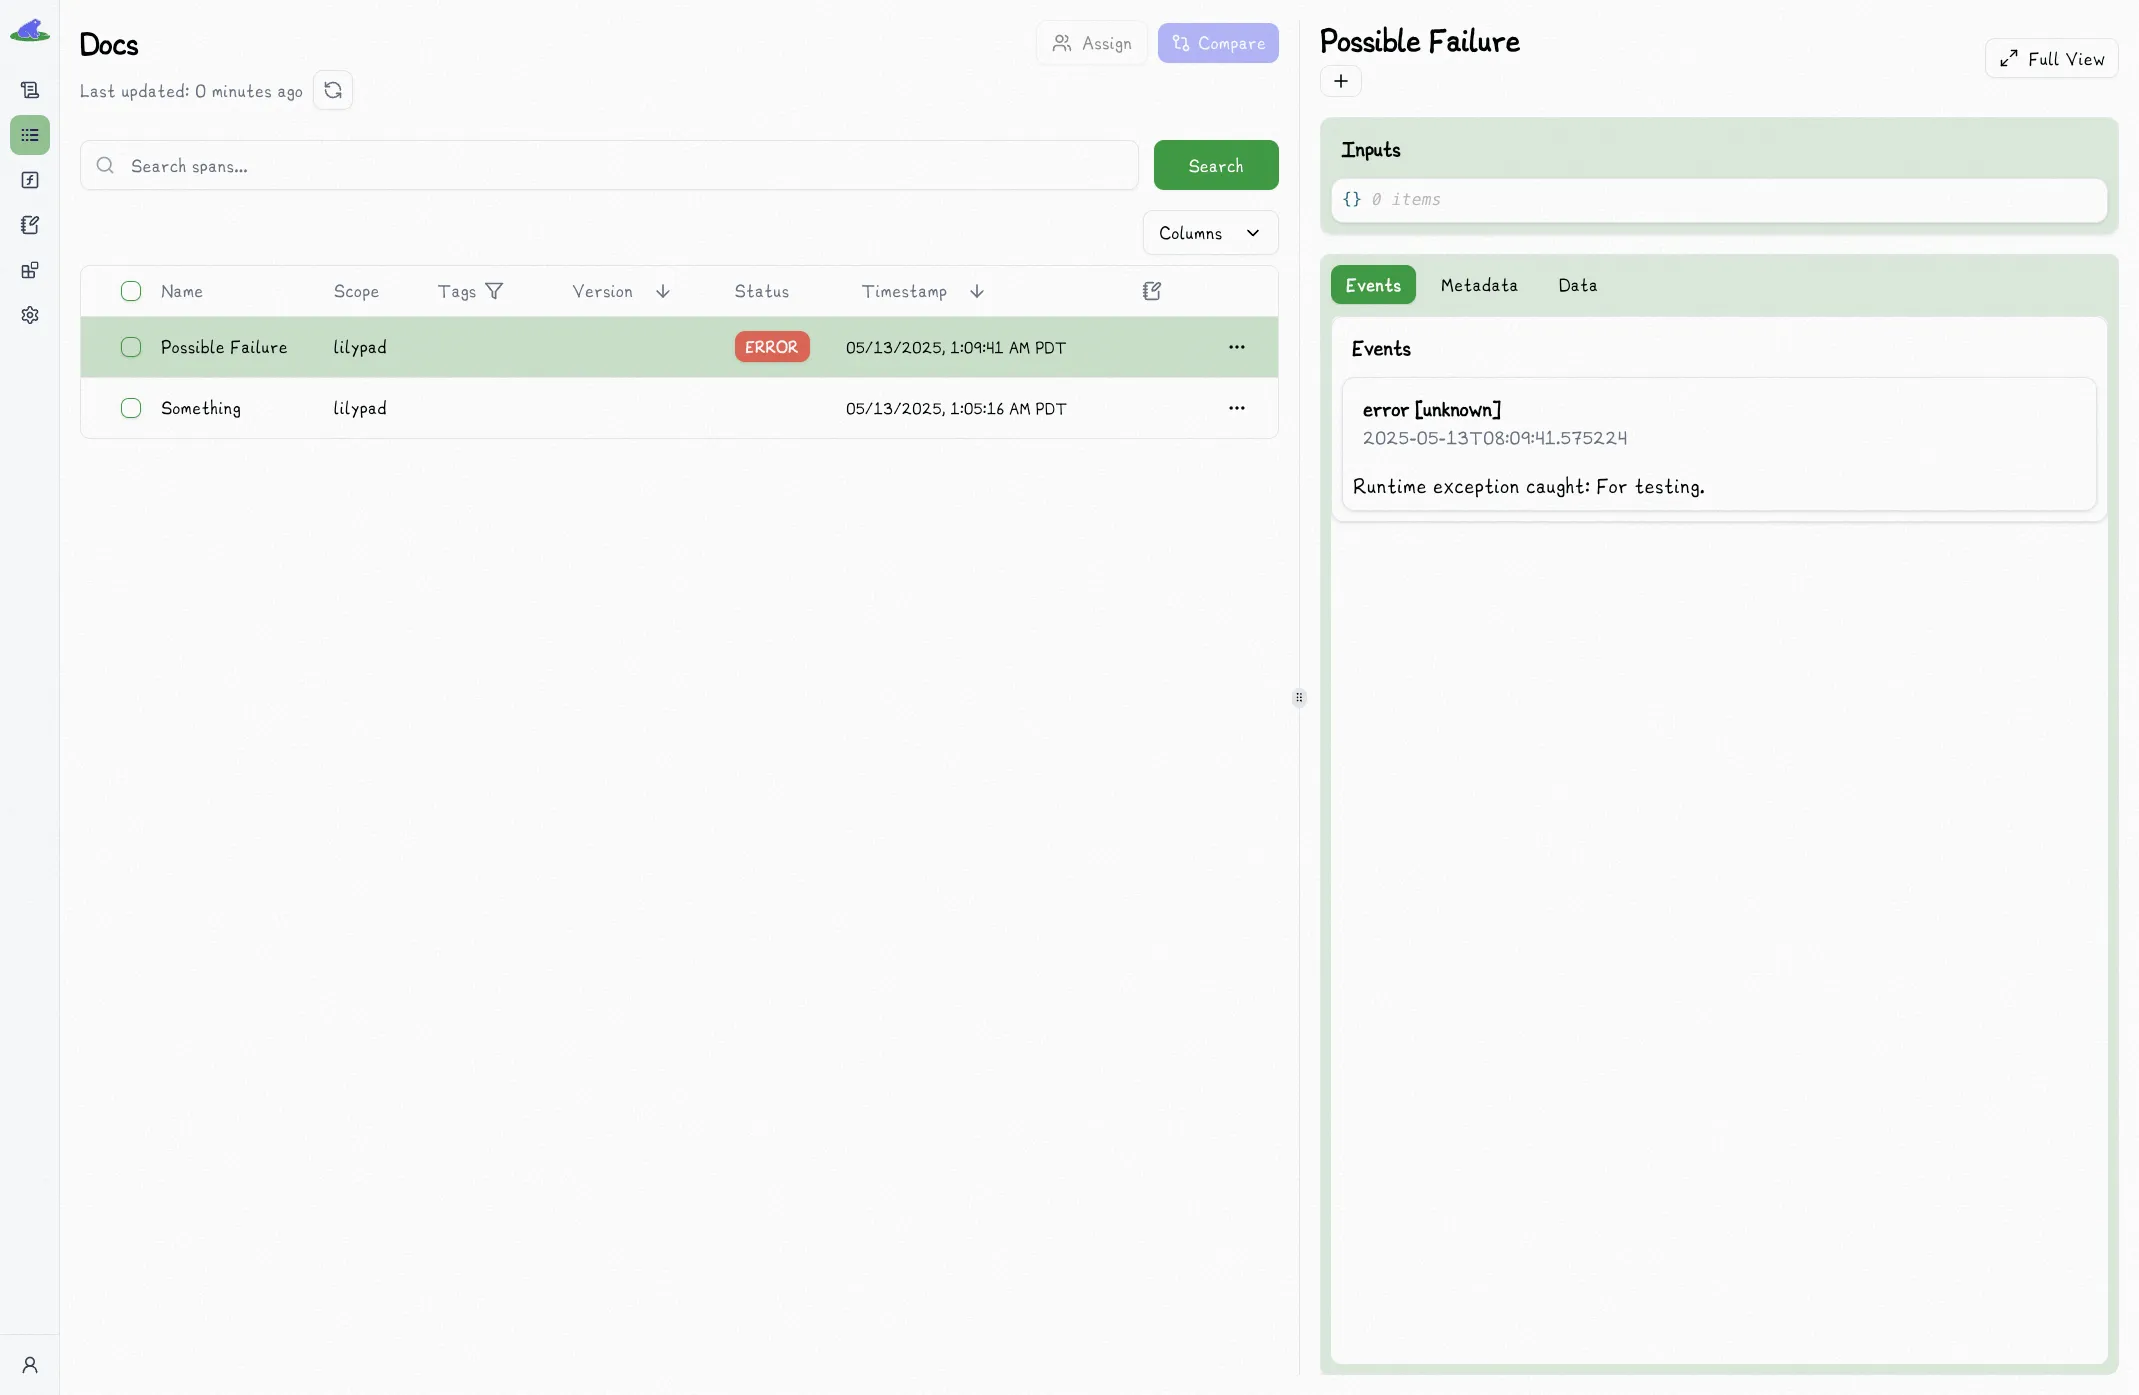 Docs
Assign
Compare
Last updated: 0 minutes ago
Search spans...
Search
Columns
Name Scope Tags Version Status Timestamp
Possible Failure lilypad ERROR 05/13/2025, 1:09:41 AM PDT
Something lilypad 05/13/2025, 1:05:16 AM PDT
Possible Failure
Full View
Inputs
{} 0 items
Events Metadata Data
Events
error [unknown]
2025-05-13T08:09:41.575224
Runtime exception caught: For testing.